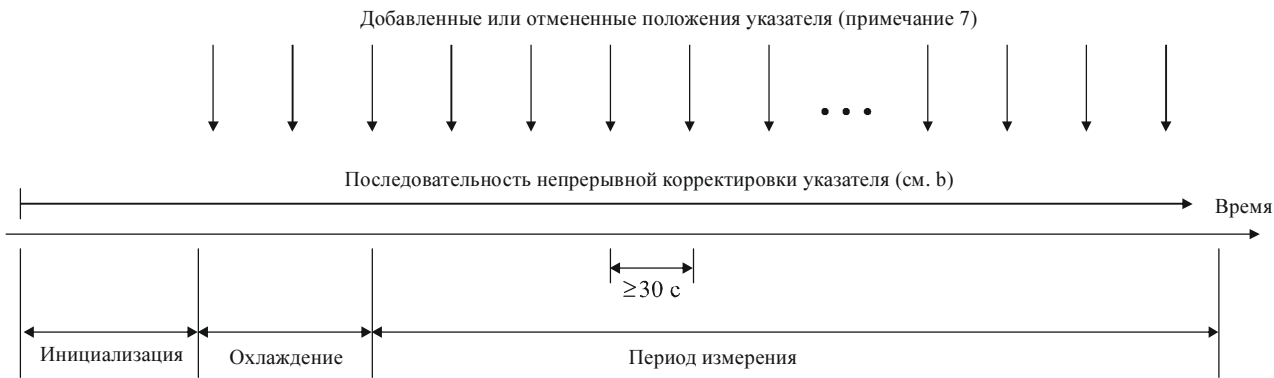 Добавленные или отмененные положения указателя (примечание 7)
• • •
Последовательность непрерывной корректировки указателя (см. b)
Время
≥30 с
Инициализация
Охлаждение
Период измерения